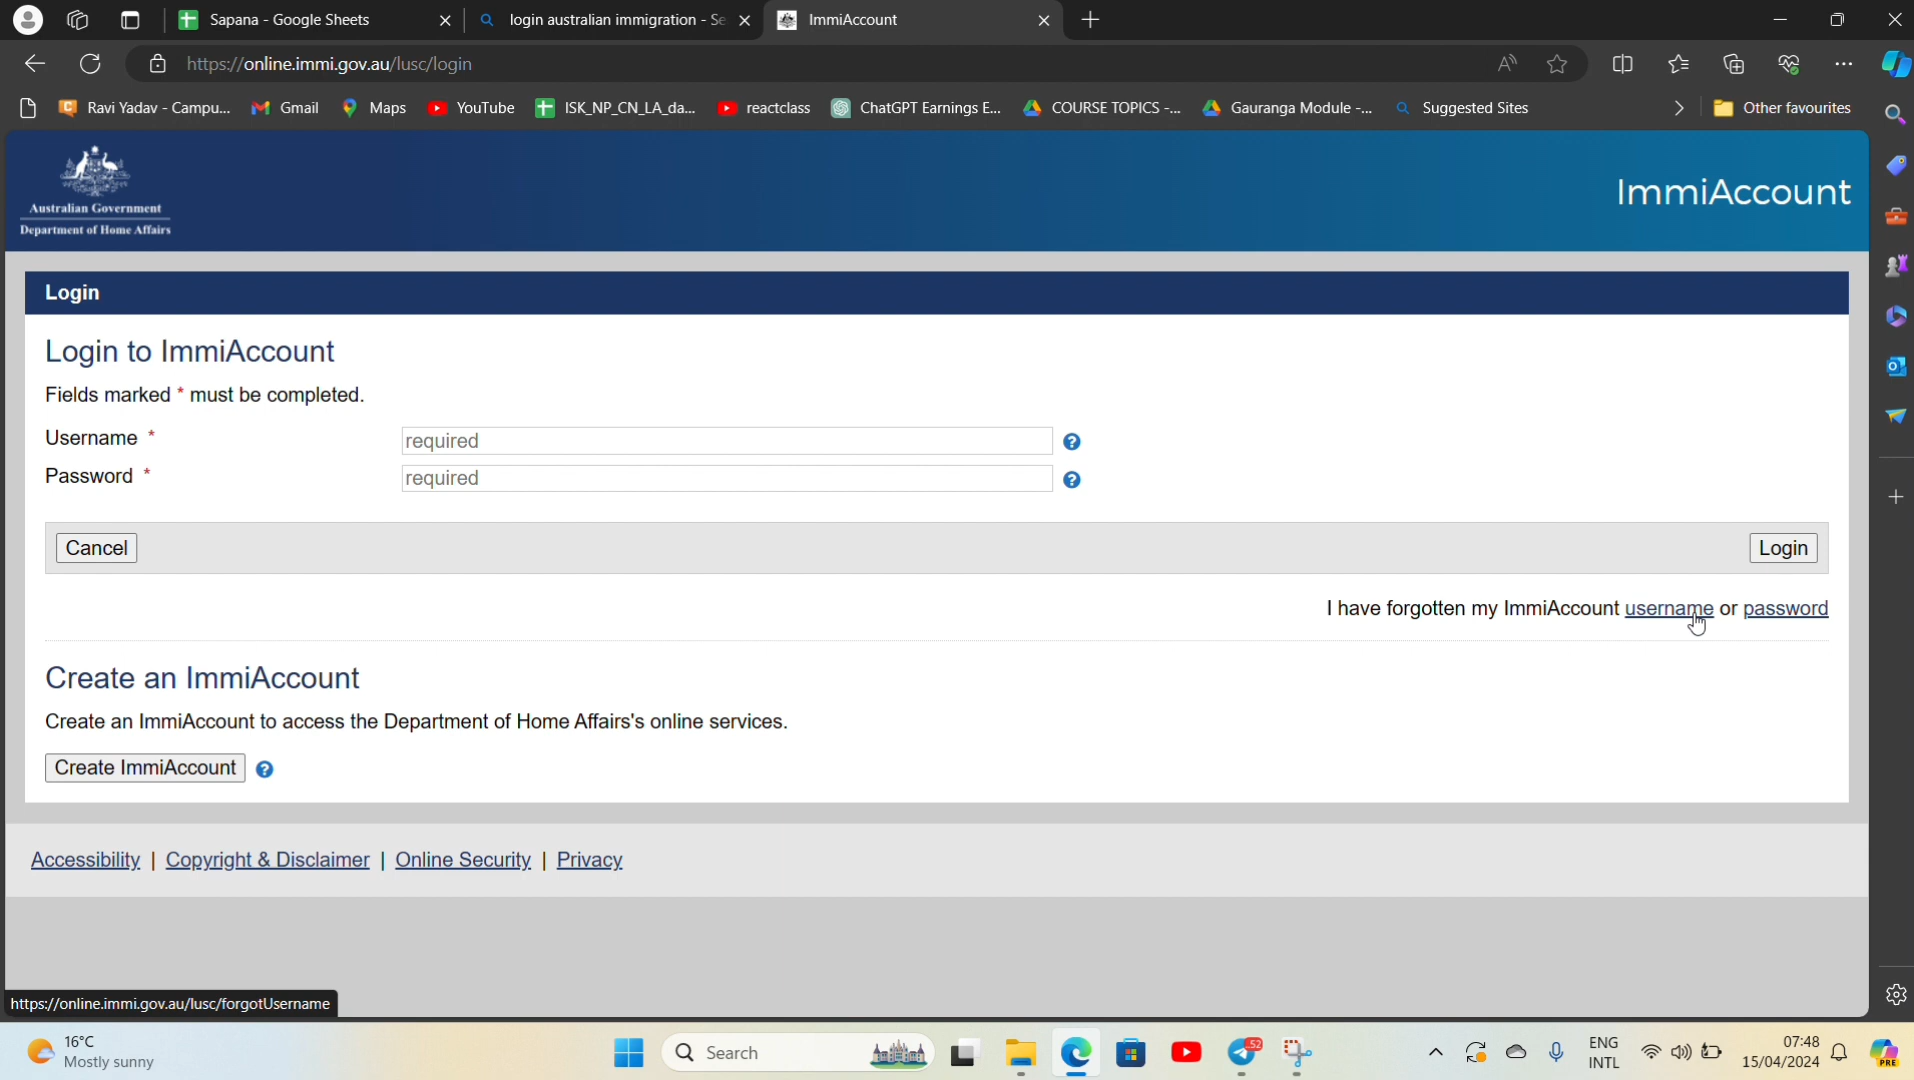 Sapana - Google Sheets
login australian immigration - Se
ImmiAccount
https://online.immi.gov.au/lusc/login
Ravi Yadav - Campu...
Gmail
Maps
YouTube
ISK_NP_CN_LA_da...
reactclass
ChatGPT Earnings E...
COURSE TOPICS -...
Gauranga Module -...
Suggested Sites
Other favourites
Australian Government
Department of Home Affairs
ImmiAccount
Login
Login to ImmiAccount
Fields marked * must be completed.
Username *
required
Password *
required
Cancel
Login
I have forgotten my ImmiAccount username or password
Create an ImmiAccount
Create an ImmiAccount to access the Department of Home Affairs's online services.
Create ImmiAccount
Accessibility | Copyright & Disclaimer | Online Security | Privacy
https://online.immi.gov.au/lusc/forgotUsername
16°C
Mostly sunny
Search
52
ENG
INTL
07:48
15/04/2024
PRE